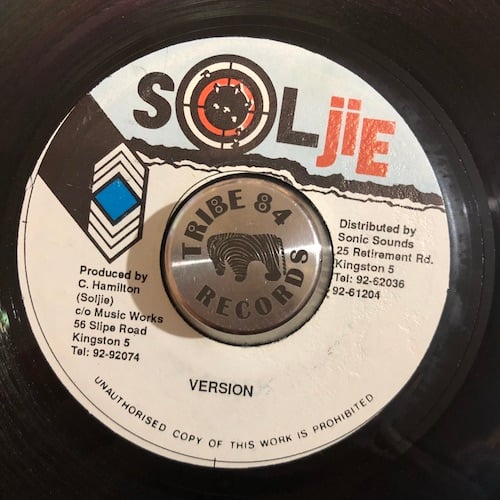 SOLjiE
TRIBE 84
RECORDS
Produced by
C. Hamilton
(Soljie)
c/o Music Works
56 Slipe Road
Kingston 5
Tel: 92-92074
Distributed by
Sonic Sounds
25 Retirement Rd.
Kingston 5
Tel: 92-62036
92-61204
VERSION
UNAUTHORISED COPY OF THIS WORK IS PROHIBITED